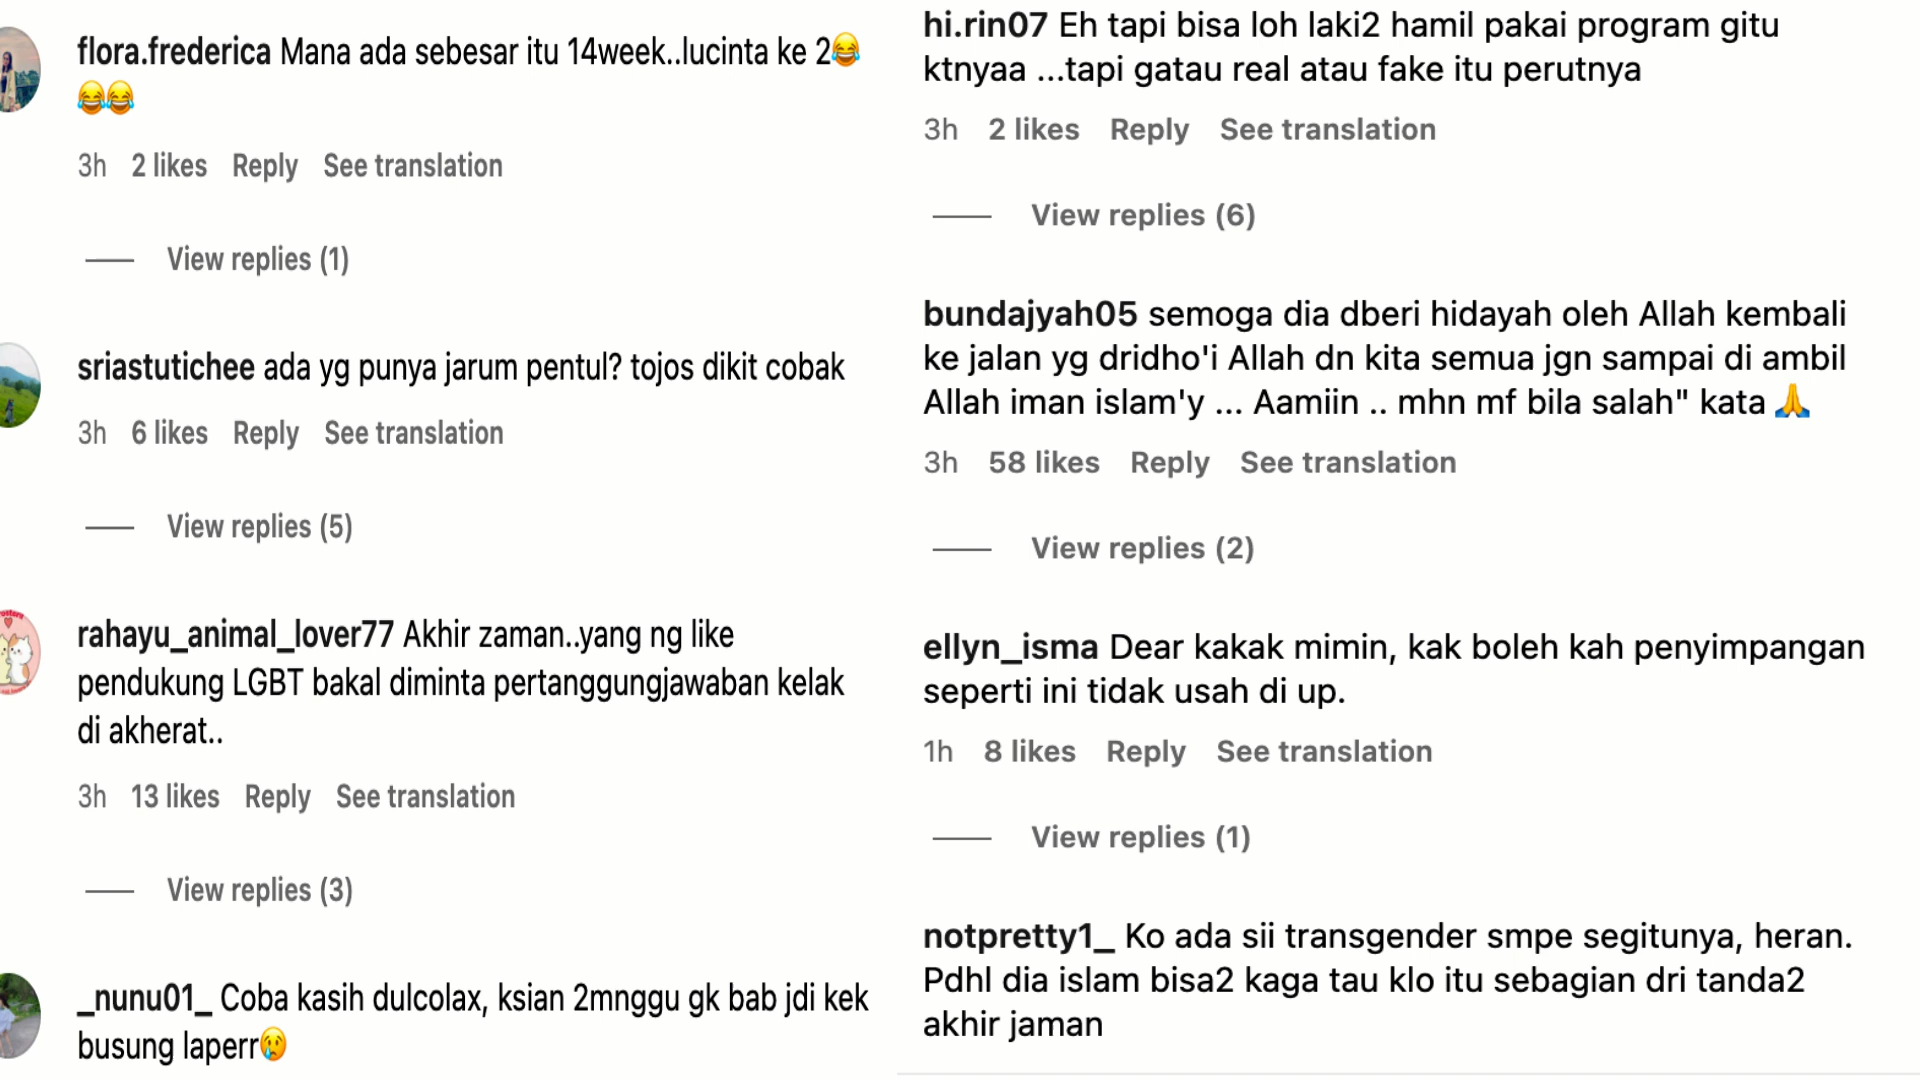 flora.frederica Mana ada sebesar itu 14week..lucinta ke 2😂
😂😂
3h 2 likes Reply See translation
View replies (1)
sriastutichee ada yg punya jarum pentul? tojos dikit cobak
3h 6 likes Reply See translation
View replies (5)
rahayu_animal_lover77 Akhir zaman..yang ng like
pendukung LGBT bakal diminta pertanggungjawaban kelak
di akherat..
3h 13 likes Reply See translation
View replies (3)
_nunu01_ Coba kasih dulcolax, ksian 2mnggu gk bab jdi kek
busung laperr😢
hi.rin07 Eh tapi bisa loh laki2 hamil pakai program gitu
ktnyaa ...tapi gatau real atau fake itu perutnya
3h 2 likes Reply See translation
View replies (6)
bundajyah05 semoga dia dberi hidayah oleh Allah kembali
ke jalan yg dridho'i Allah dn kita semua jgn sampai di ambil
Allah iman islam'y ... Aamiin .. mhn mf bila salah" kata 🙏
3h 58 likes Reply See translation
View replies (2)
ellyn_isma Dear kakak mimin, kak boleh kah penyimpangan
seperti ini tidak usah di up.
1h 8 likes Reply See translation
View replies (1)
notpretty1_ Ko ada sii transgender smpe segitunya, heran.
Pdhl dia islam bisa2 kaga tau klo itu sebagian dri tanda2
akhir jaman